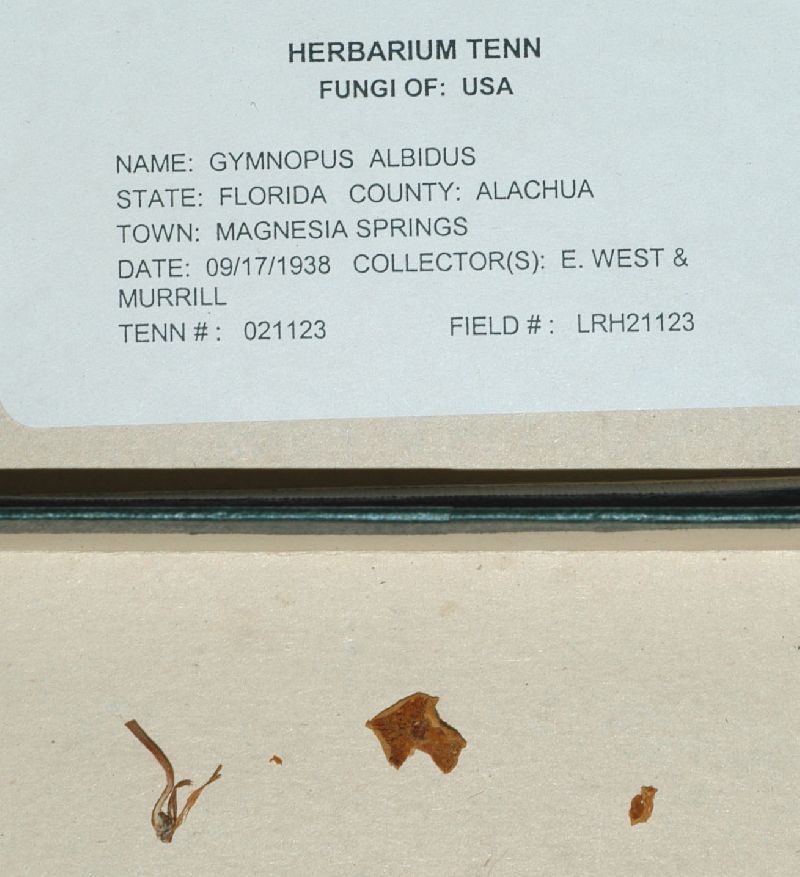 HERBARIUM TENN
FUNGI OF: USA
NAME: GYMNOPUS ALBIDUS
STATE: FLORIDA COUNTY: ALACHUA
TOWN: MAGNESIA SPRINGS
DATE: 09/17/1938 COLLECTOR(S): E. WEST &
MURRILL
TENN # : 021123 FIELD # : LRH21123